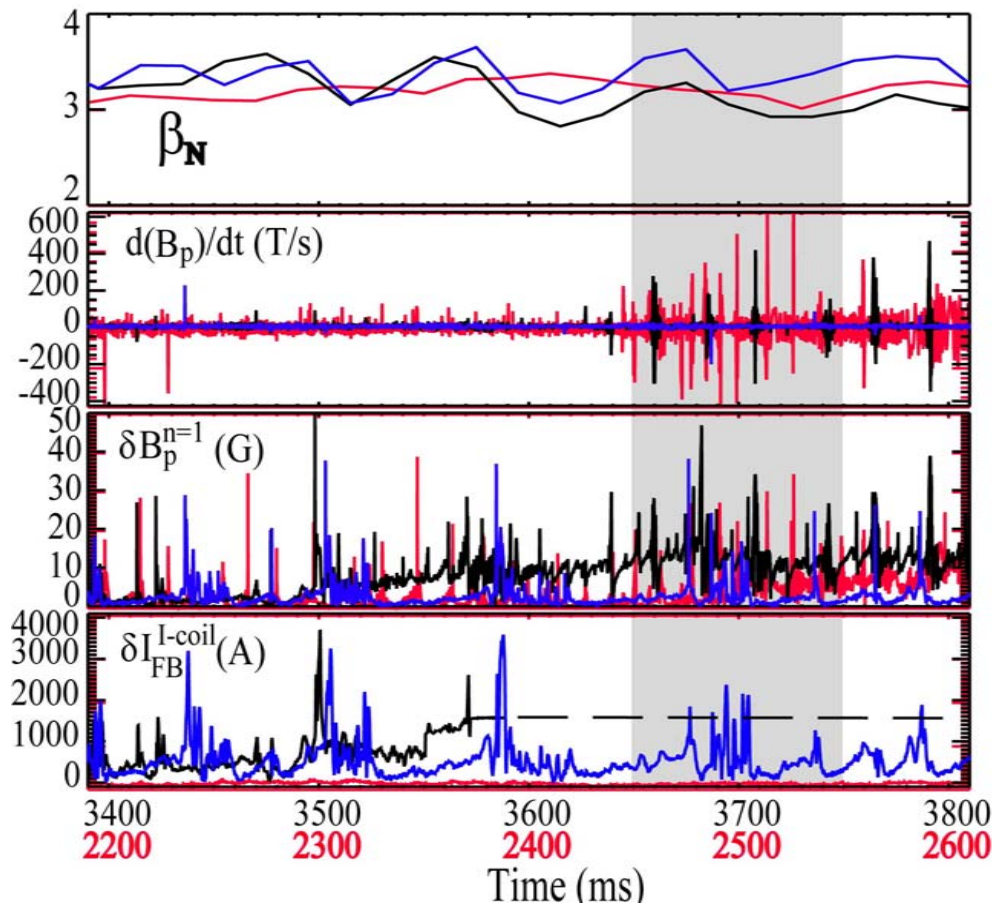 4
3
2
β_N
600
400
200
0
-200
-400
d(B_p)/dt (T/s)
50
40
30
20
10
0
δB_p^{n=1} (G)
4000
3000
2000
1000
0
δI_{FB}^{I-coil}(A)
3400 3500 3600 3700 3800
2200 2300 2400 2500 2600
Time (ms)